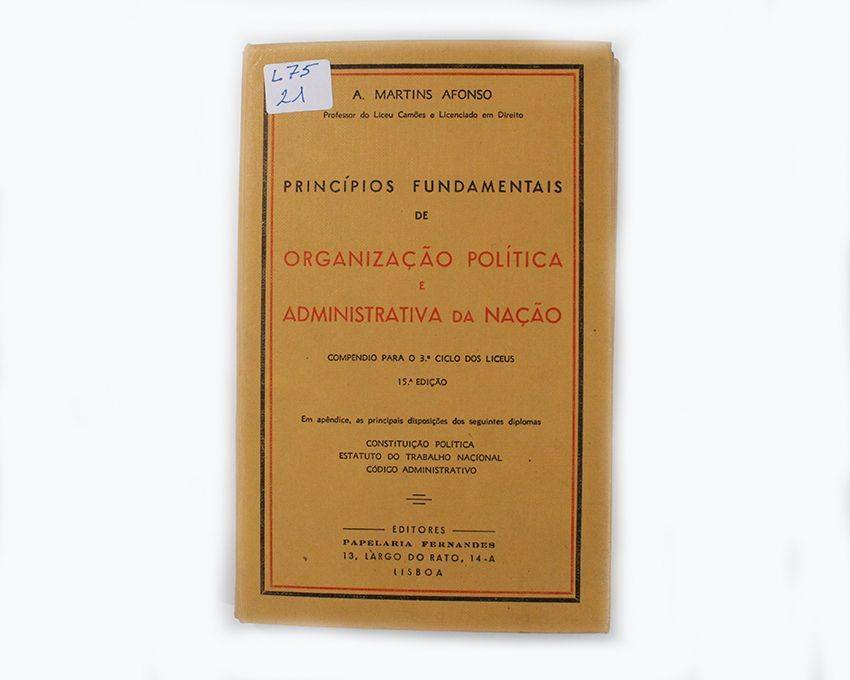 L 75
21
A. MARTINS AFONSO
Professor do Liceu Camões e Licenciado em Direito
PRINCÍPIOS FUNDAMENTAIS
DE
ORGANIZAÇÃO POLÍTICA
E
ADMINISTRATIVA DA NAÇÃO
COMPÊNDIO PARA O 3.º CICLO DOS LICEUS
15.ª EDIÇÃO
Em apêndice, as principais disposições dos seguintes diplomas
CONSTITUIÇÃO POLÍTICA
ESTATUTO DO TRABALHO NACIONAL
CÓDIGO ADMINISTRATIVO
EDITORES
PAPELARIA FERNANDES
13, LARGO DO RATO, 14-A
LISBOA